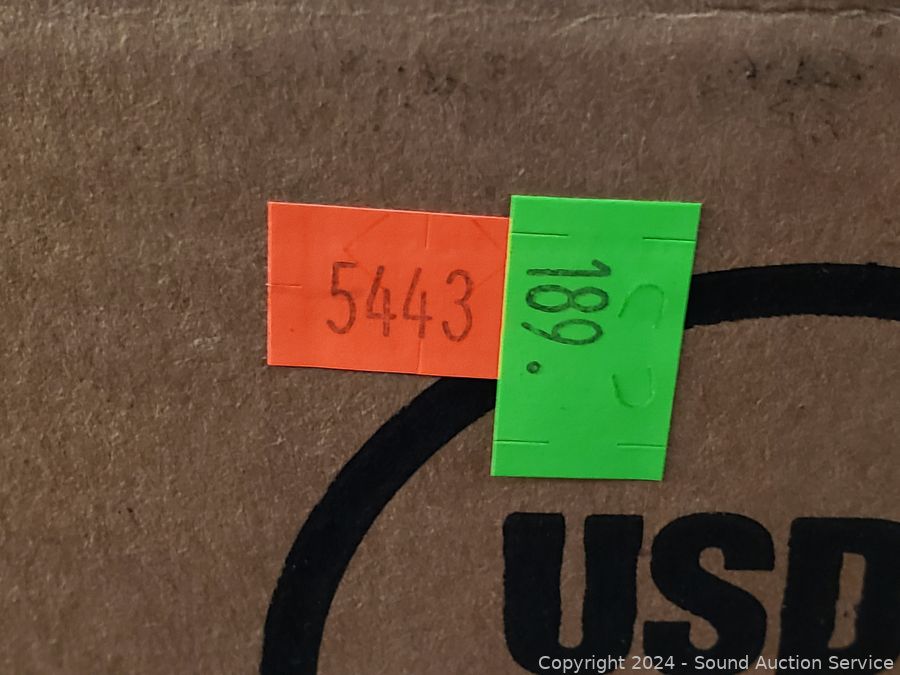 5443
189.
USD
Copyright 2024 - Sound Auction Service